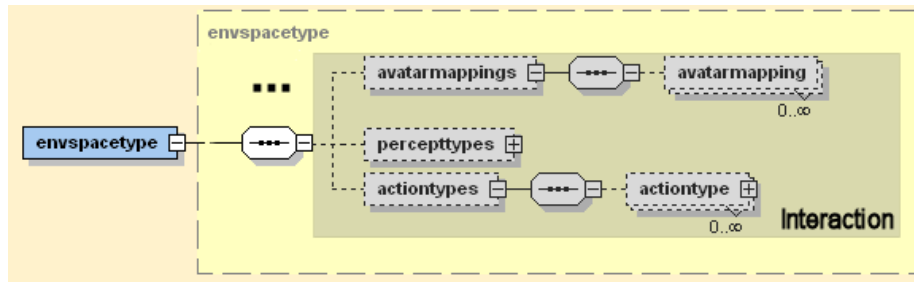 envspacetype
...
avatarmappings
avatarmapping
0..∞
envspacetype
percepttypes
actiontypes
actiontype
0..∞
Interaction